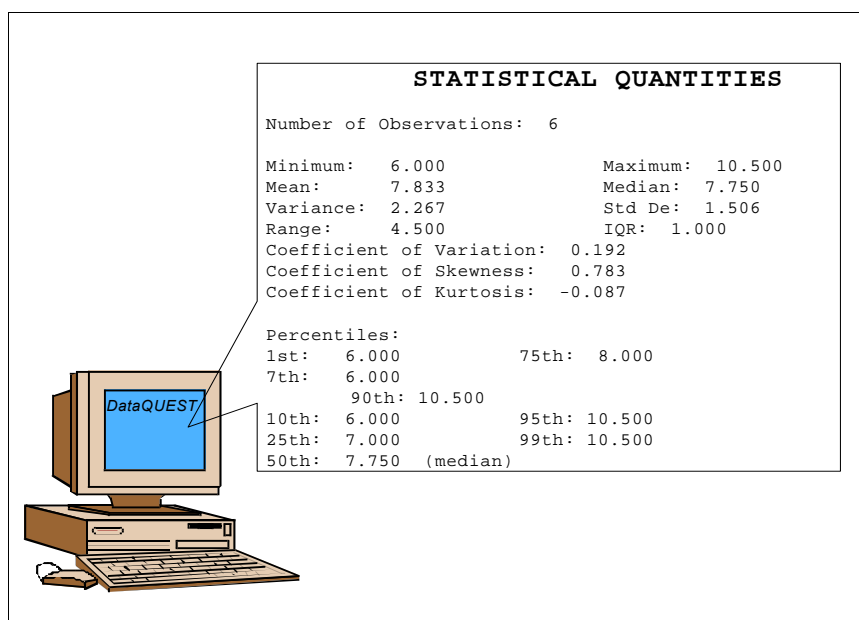 STATISTICAL QUANTITIES
Number of Observations: 6
Minimum: 6.000 Maximum: 10.500
Mean: 7.833 Median: 7.750
Variance: 2.267 Std De: 1.506
Range: 4.500 IQR: 1.000
Coefficient of Variation: 0.192
Coefficient of Skewness: 0.783
Coefficient of Kurtosis: -0.087
Percentiles:
1st: 6.000 75th: 8.000
7th: 6.000
90th: 10.500
10th: 6.000 95th: 10.500
25th: 7.000 99th: 10.500
50th: 7.750 (median)
DataQUEST